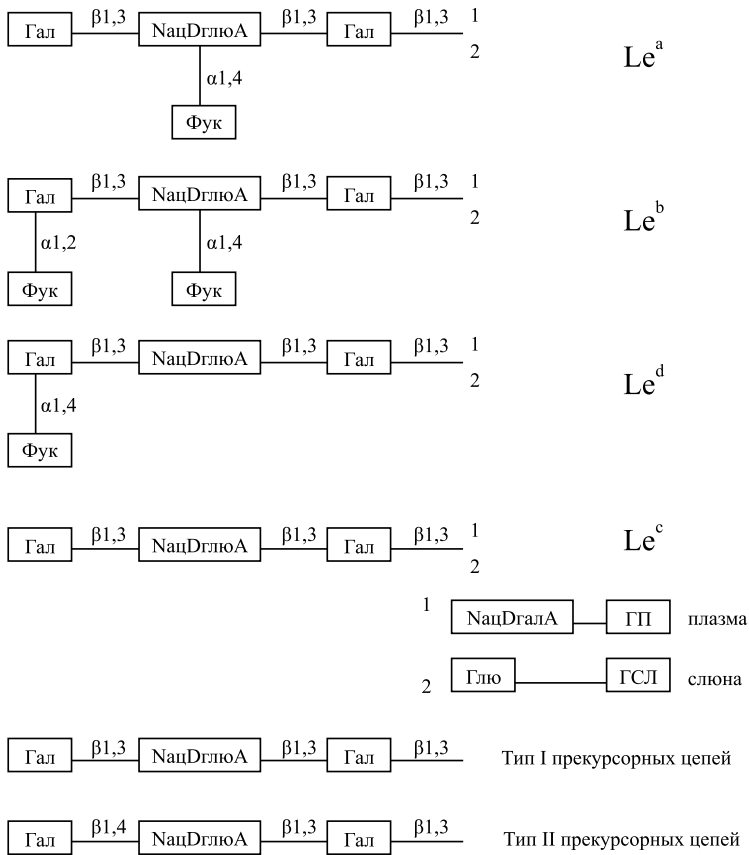 β1,3 β1,3 β1,3 1
Гал NацDглюА Гал
2 Leᵃ
α1,4
Фук
β1,3 β1,3 β1,3 1
Гал NацDглюА Гал
2 Leᵇ
α1,2 α1,4
Фук Фук
β1,3 β1,3 β1,3 1
Гал NацDглюА Гал
2 Leᵈ
α1,4
Фук
β1,3 β1,3 β1,3 1
Гал NацDглюА Гал Leᶜ
2
1 NацDгалА ГП плазма
2 Глю ГСЛ слюна
β1,3 β1,3 β1,3
Гал NацDглюА Гал Тип I прекурсорных цепей
β1,4 β1,3 β1,3
Гал NацDглюА Гал Тип II прекурсорных цепей